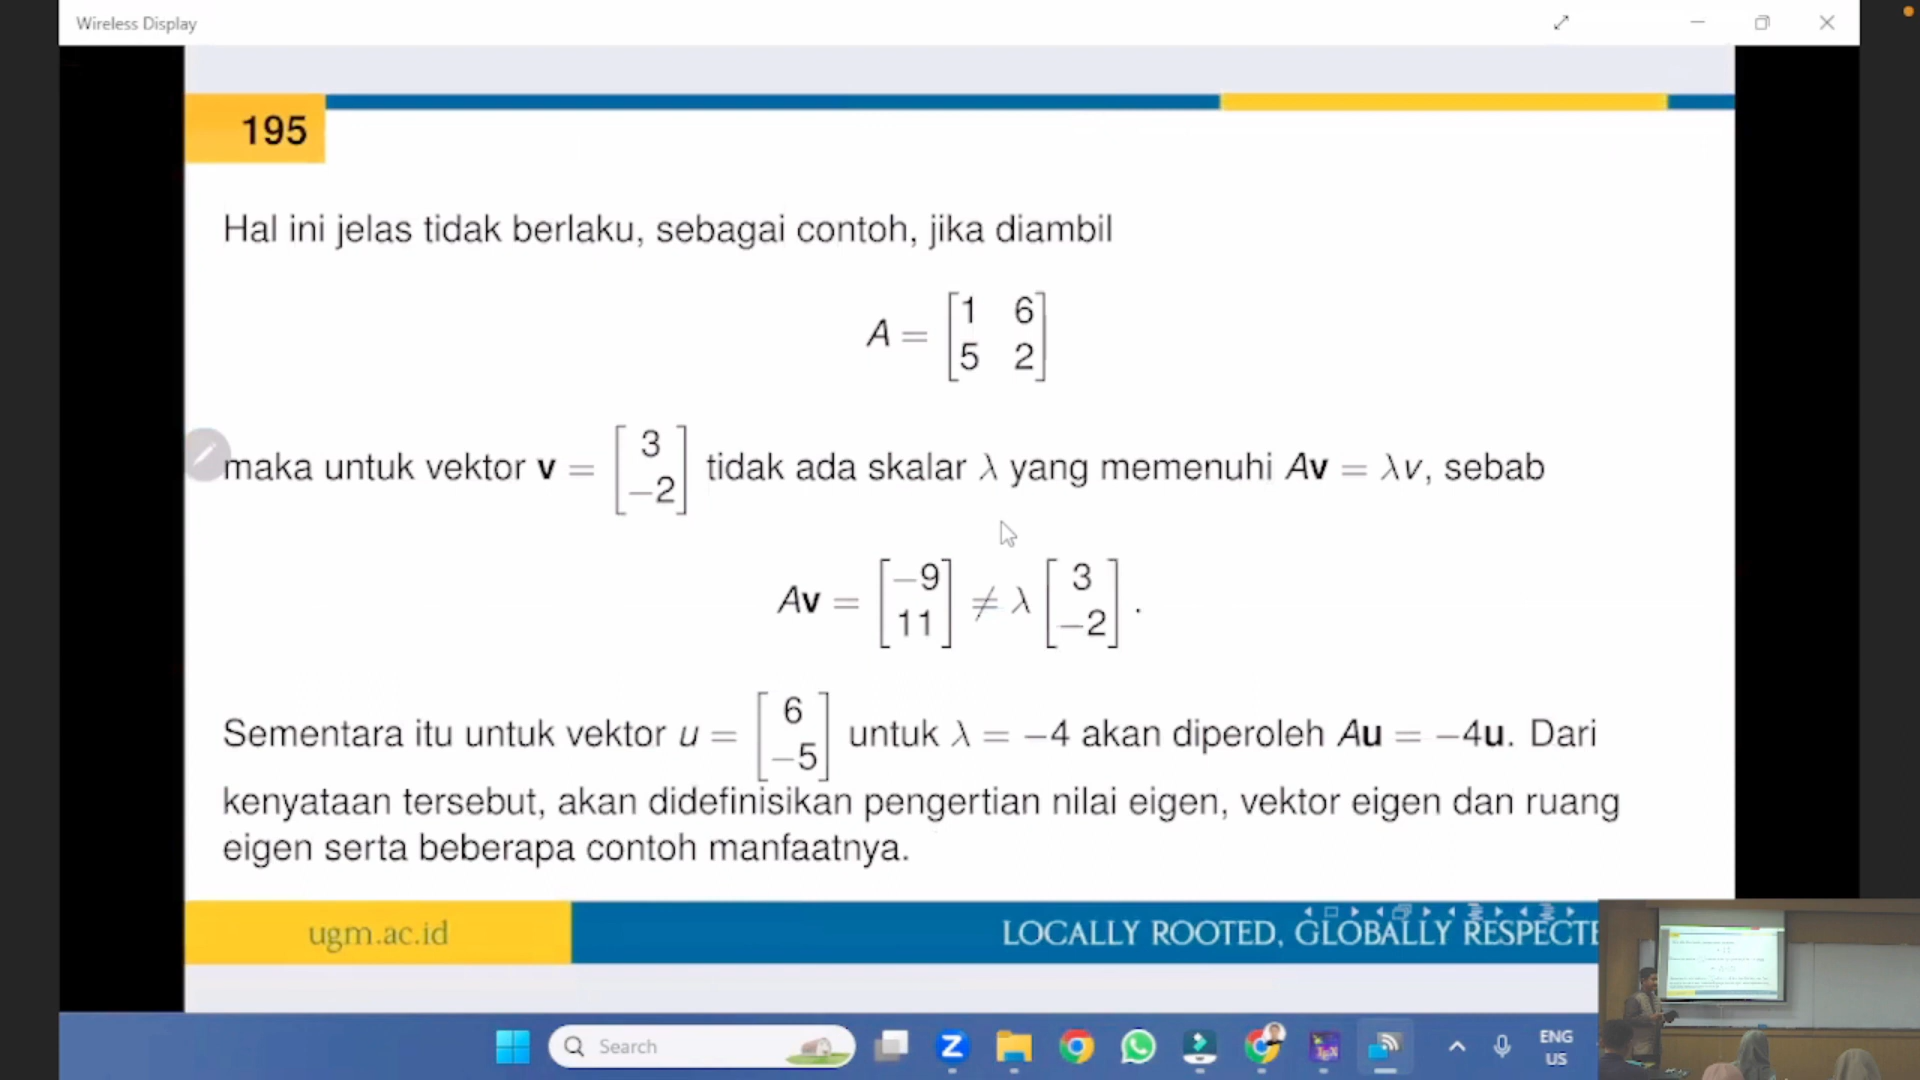 Wireless Display
195
Hal ini jelas tidak berlaku, sebagai contoh, jika diambil
A = [1 6
5 2]
maka untuk vektor v = [3
−2] tidak ada skalar λ yang memenuhi Av = λv, sebab
Av = [−9
11] ≠ λ [3
−2] .
Sementara itu untuk vektor u = [6
−5] untuk λ = −4 akan diperoleh Au = −4u. Dari
kenyataan tersebut, akan didefinisikan pengertian nilai eigen, vektor eigen dan ruang
eigen serta beberapa contoh manfaatnya.
ugm.ac.id
LOCALLY ROOTED, GLOBALLY RESPECTE
Search
ENG
US